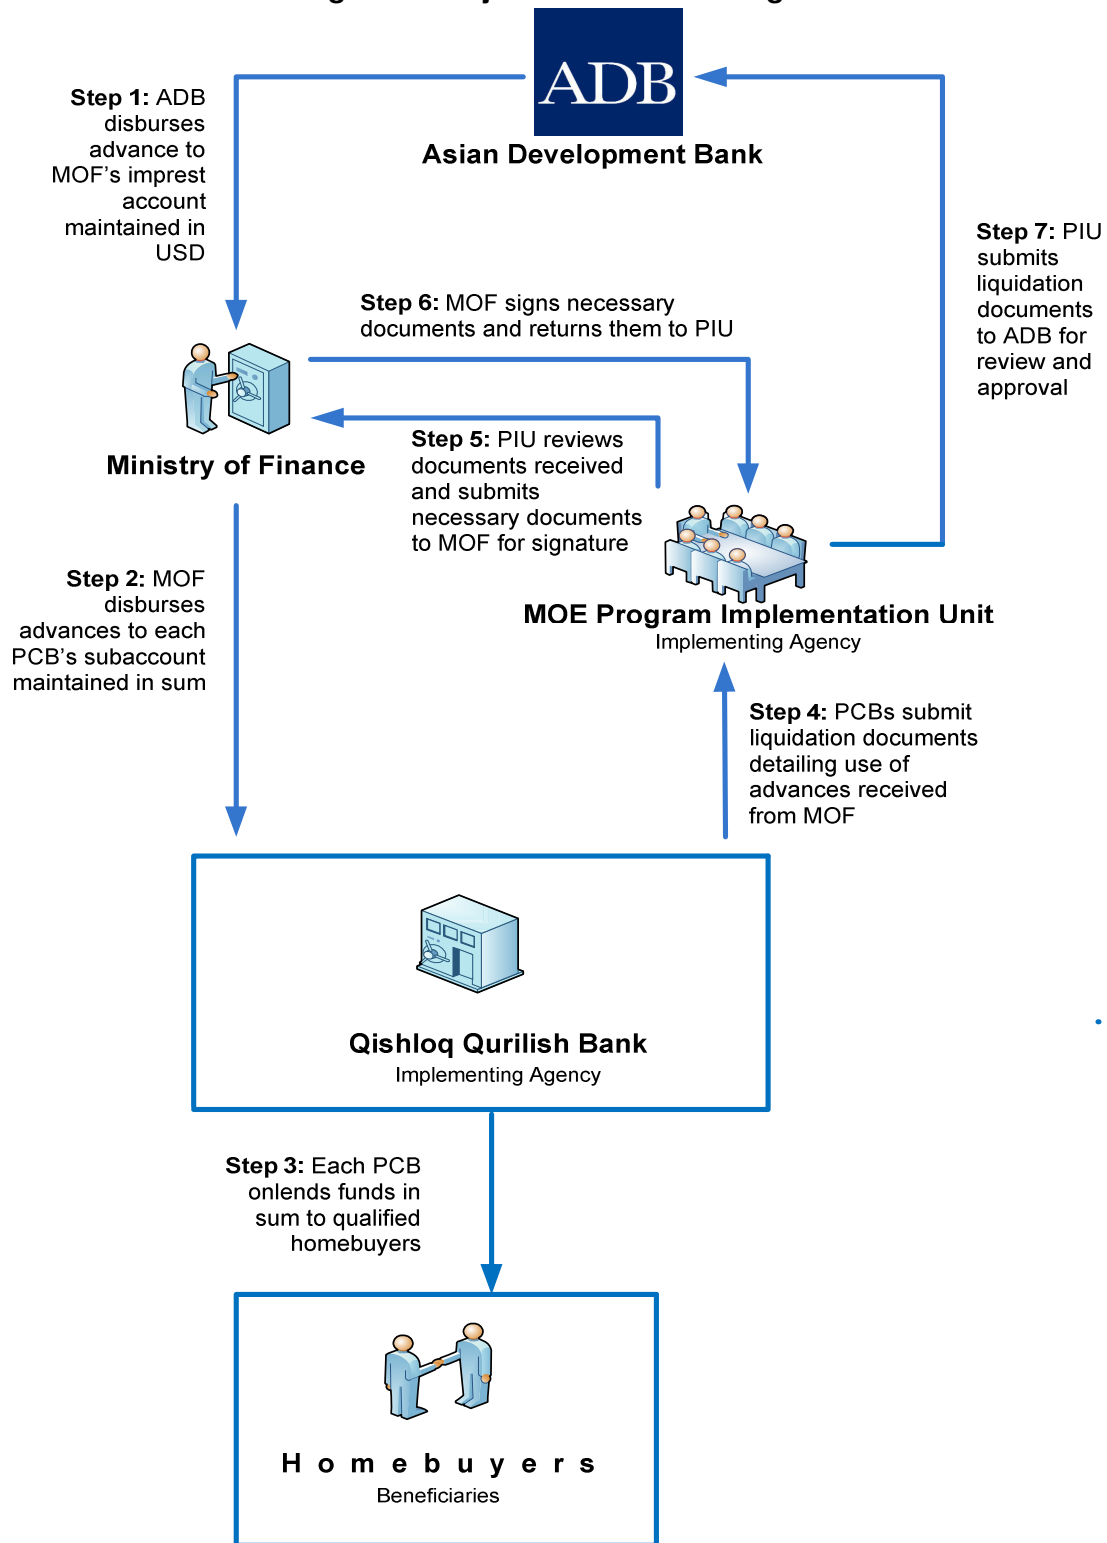 ADB
Asian Development Bank
Step 1: ADB
disburses
advance to
MOF's imprest
account
maintained in
USD
Step 7: PIU
submits
liquidation
documents
to ADB for
review and
approval
Step 6: MOF signs necessary
documents and returns them to PIU
Ministry of Finance
Step 5: PIU reviews
documents received
and submits
necessary documents
to MOF for signature
MOE Program Implementation Unit
Implementing Agency
Step 2: MOF
disburses
advances to each
PCB's subaccount
maintained in sum
Step 4: PCBs submit
liquidation documents
detailing use of
advances received
from MOF
Qishloq Qurilish Bank
Implementing Agency
Step 3: Each PCB
onlends funds in
sum to qualified
homebuyers
Homebuyers
Beneficiaries